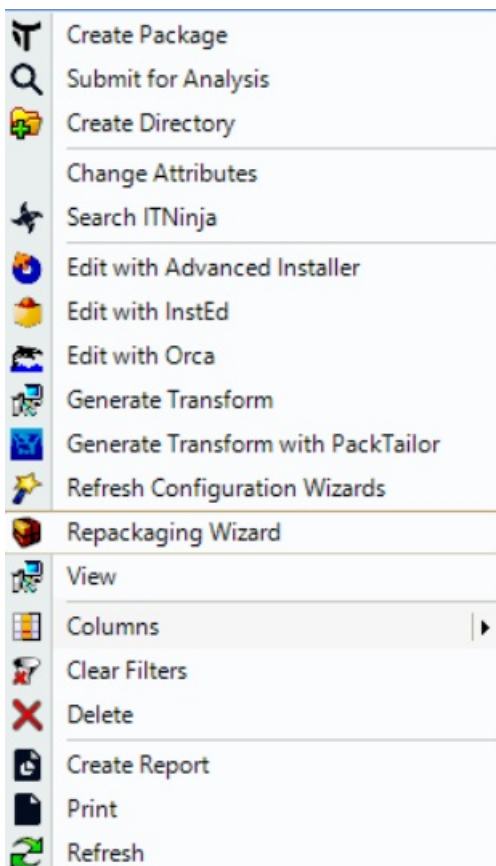 Create Package
Submit for Analysis
Create Directory
Change Attributes
Search ITNinja
Edit with Advanced Installer
Edit with InstEd
Edit with Orca
Generate Transform
Generate Transform with PackTailor
Refresh Configuration Wizards
Repackaging Wizard
View
Columns
Clear Filters
Delete
Create Report
Print
Refresh